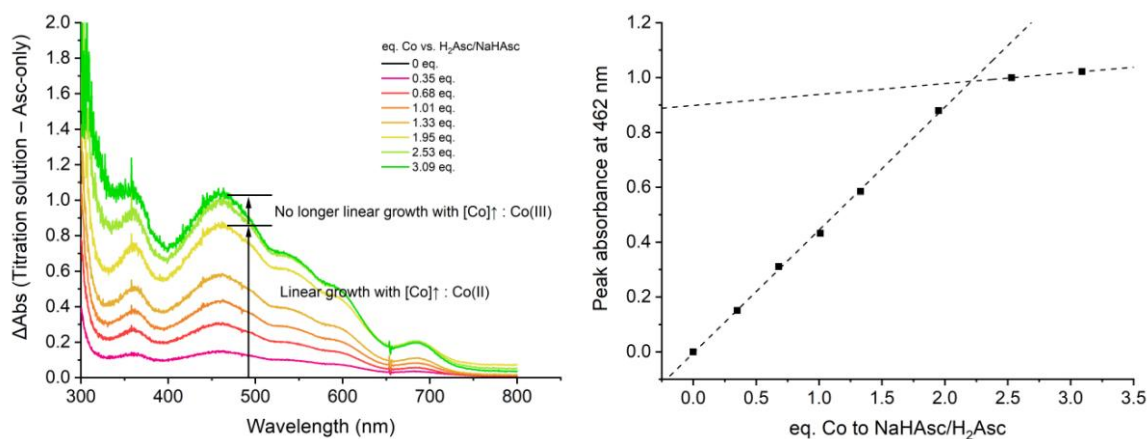 eq. Co vs. H₂Asc/NaHAsc
0 eq.
0.35 eq.
0.68 eq.
1.01 eq.
1.33 eq.
1.95 eq.
2.53 eq.
3.09 eq.
No longer linear growth with [Co]↑ : Co(III)
Linear growth with [Co]↑ : Co(II)
ΔAbs (Titration solution – Asc-only)
2.0
1.8
1.6
1.4
1.2
1.0
0.8
0.6
0.4
0.2
0.0
300 400 500 600 700 800
Wavelength (nm)
Peak absorbance at 462 nm
1.2
1.0
0.8
0.6
0.4
0.2
0.0
0.0 0.5 1.0 1.5 2.0 2.5 3.0 3.5
eq. Co to NaHAsc/H₂Asc